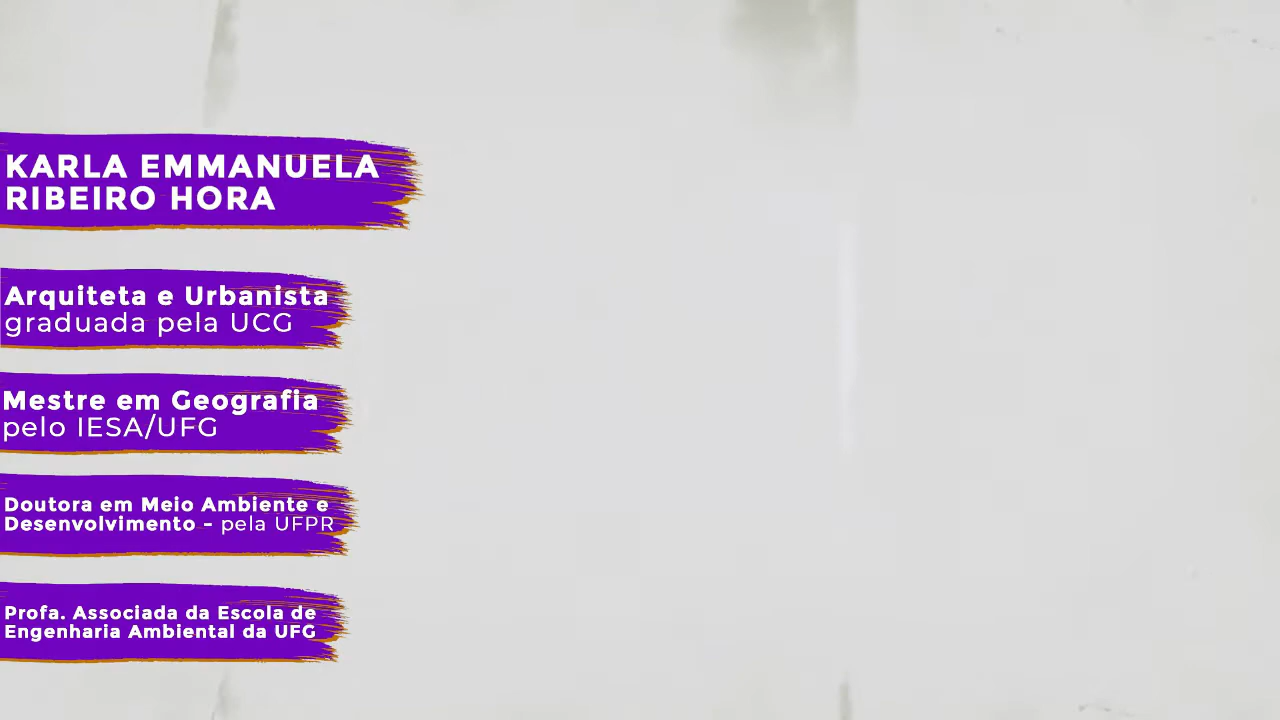 KARLA EMMANUELA
RIBEIRO HORA
Arquiteta e Urbanista
graduada pela UCG
Mestre em Geografia
pelo IESA/UFG
Doutora em Meio Ambiente e
Desenvolvimento - pela UFPR
Profa. Associada da Escola de
Engenharia Ambiental da UFG